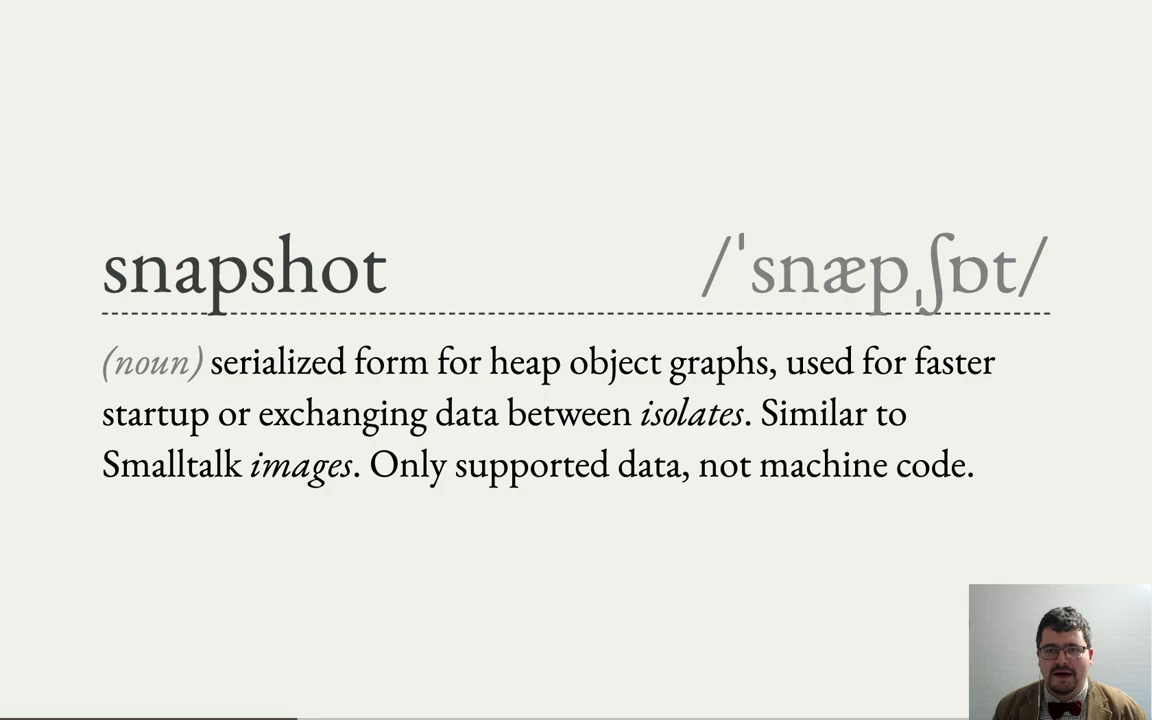 snapshot /ˈsnæpˌʃɒt/
(noun) serialized form for heap object graphs, used for faster
startup or exchanging data between isolates. Similar to
Smalltalk images. Only supported data, not machine code.